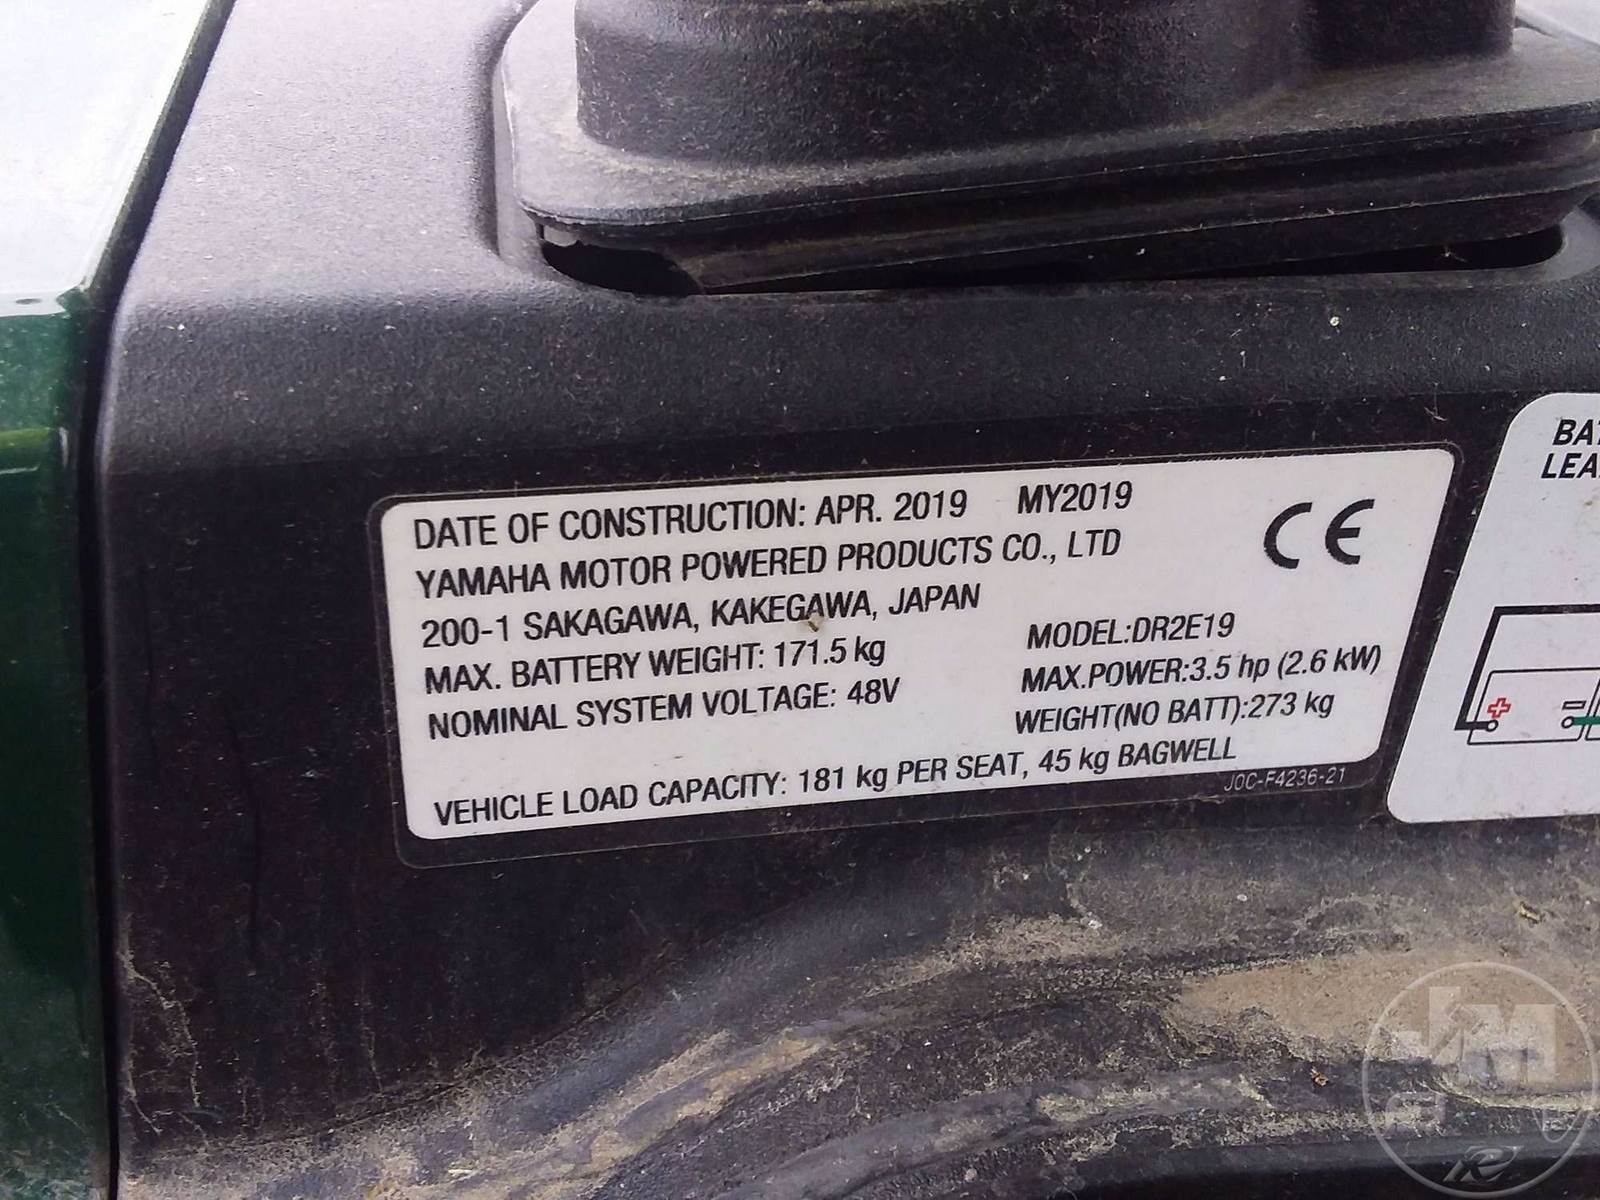 DATE OF CONSTRUCTION: APR. 2019 MY2019
YAMAHA MOTOR POWERED PRODUCTS CO., LTD
200-1 SAKAGAWA, KAKEGAWA, JAPAN
CE
MAX. BATTERY WEIGHT: 171.5 kg
NOMINAL SYSTEM VOLTAGE: 48V
MODEL:DR2E19
MAX.POWER:3.5 hp (2.6 kW)
WEIGHT(NO BATT):273 kg
VEHICLE LOAD CAPACITY: 181 kg PER SEAT, 45 kg BAGWELL
J0C-F4236-21
BAT
LEA
+ −
JM